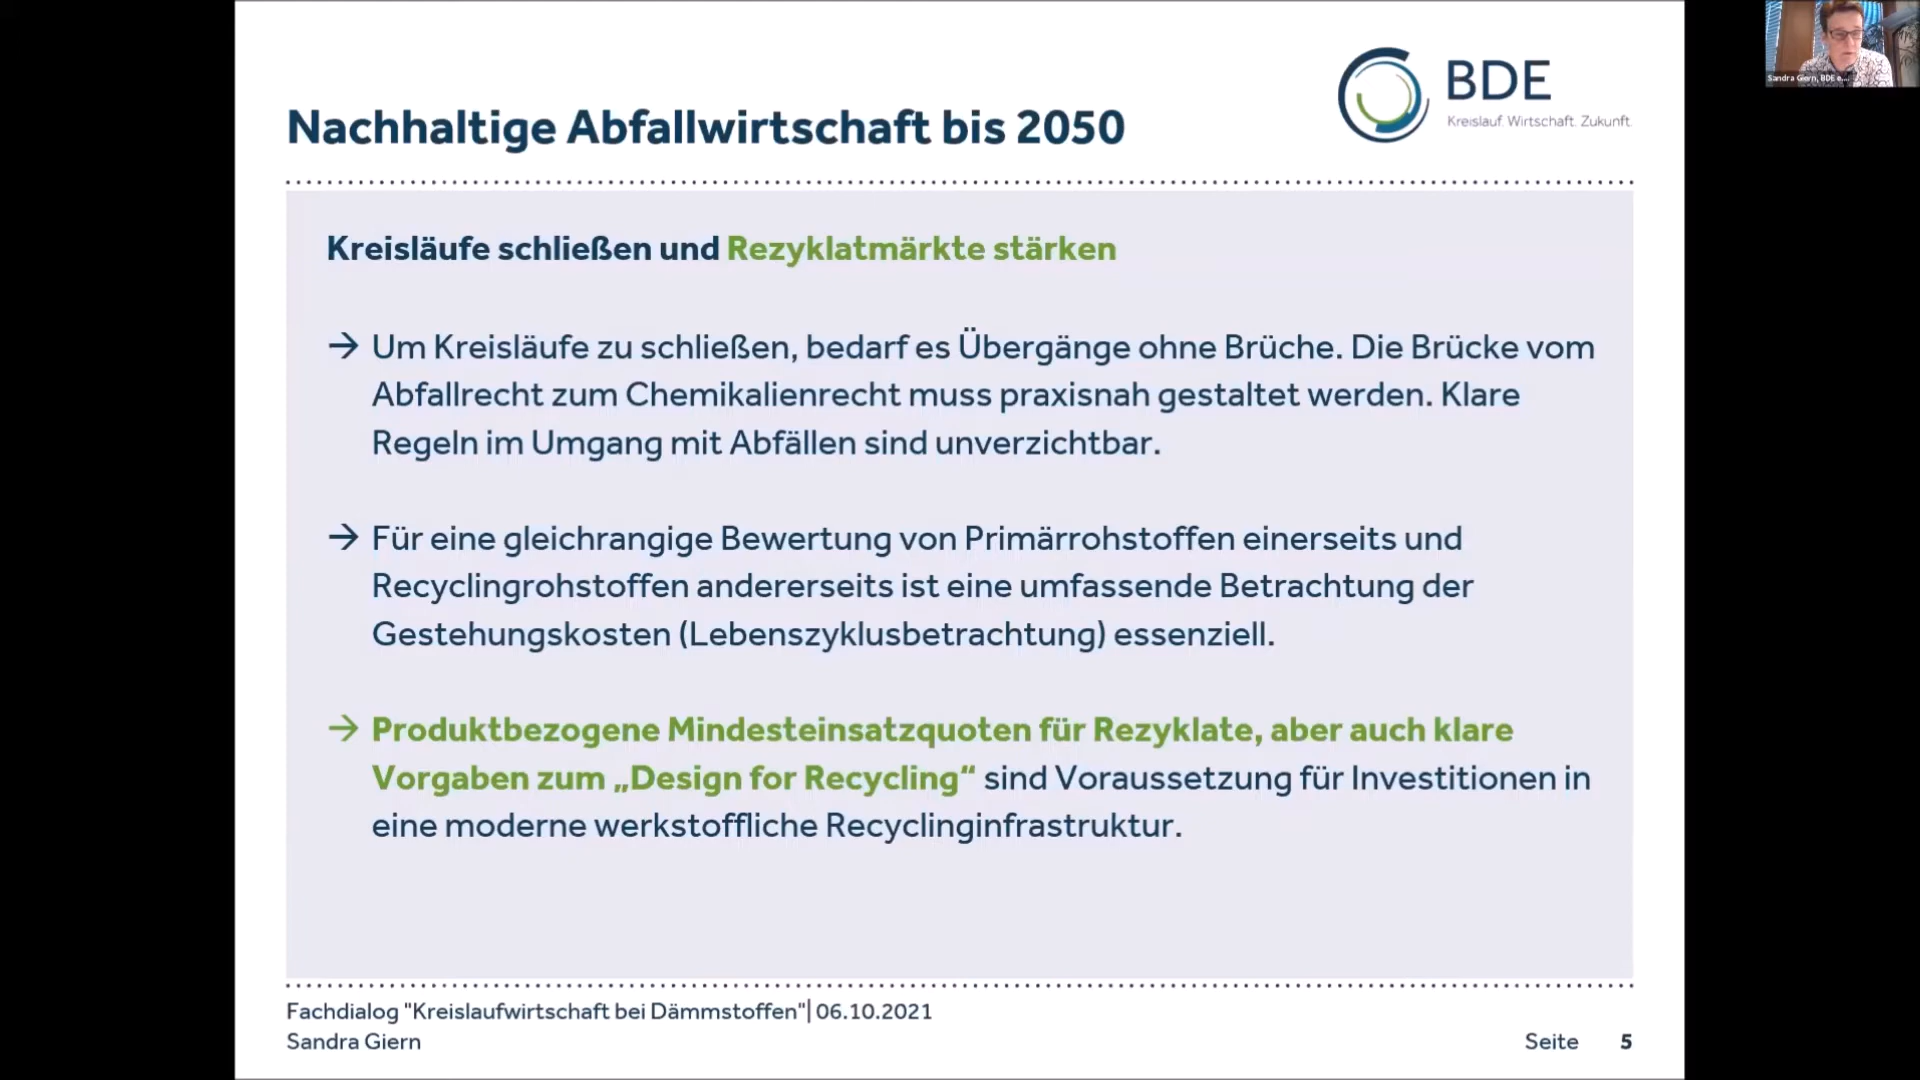 Nachhaltige Abfallwirtschaft bis 2050
BDE
Kreislauf. Wirtschaft. Zukunft.
Sandra Giern, BDE e...
Kreisläufe schließen und Rezyklatmärkte stärken
→ Um Kreisläufe zu schließen, bedarf es Übergänge ohne Brüche. Die Brücke vom
Abfallrecht zum Chemikalienrecht muss praxisnah gestaltet werden. Klare
Regeln im Umgang mit Abfällen sind unverzichtbar.
→ Für eine gleichrangige Bewertung von Primärrohstoffen einerseits und
Recyclingrohstoffen andererseits ist eine umfassende Betrachtung der
Gestehungskosten (Lebenszyklusbetrachtung) essenziell.
→ Produktbezogene Mindesteinsatzquoten für Rezyklate, aber auch klare
Vorgaben zum „Design for Recycling“ sind Voraussetzung für Investitionen in
eine moderne werkstoffliche Recyclinginfrastruktur.
Fachdialog "Kreislaufwirtschaft bei Dämmstoffen"| 06.10.2021
Sandra Giern
Seite 5